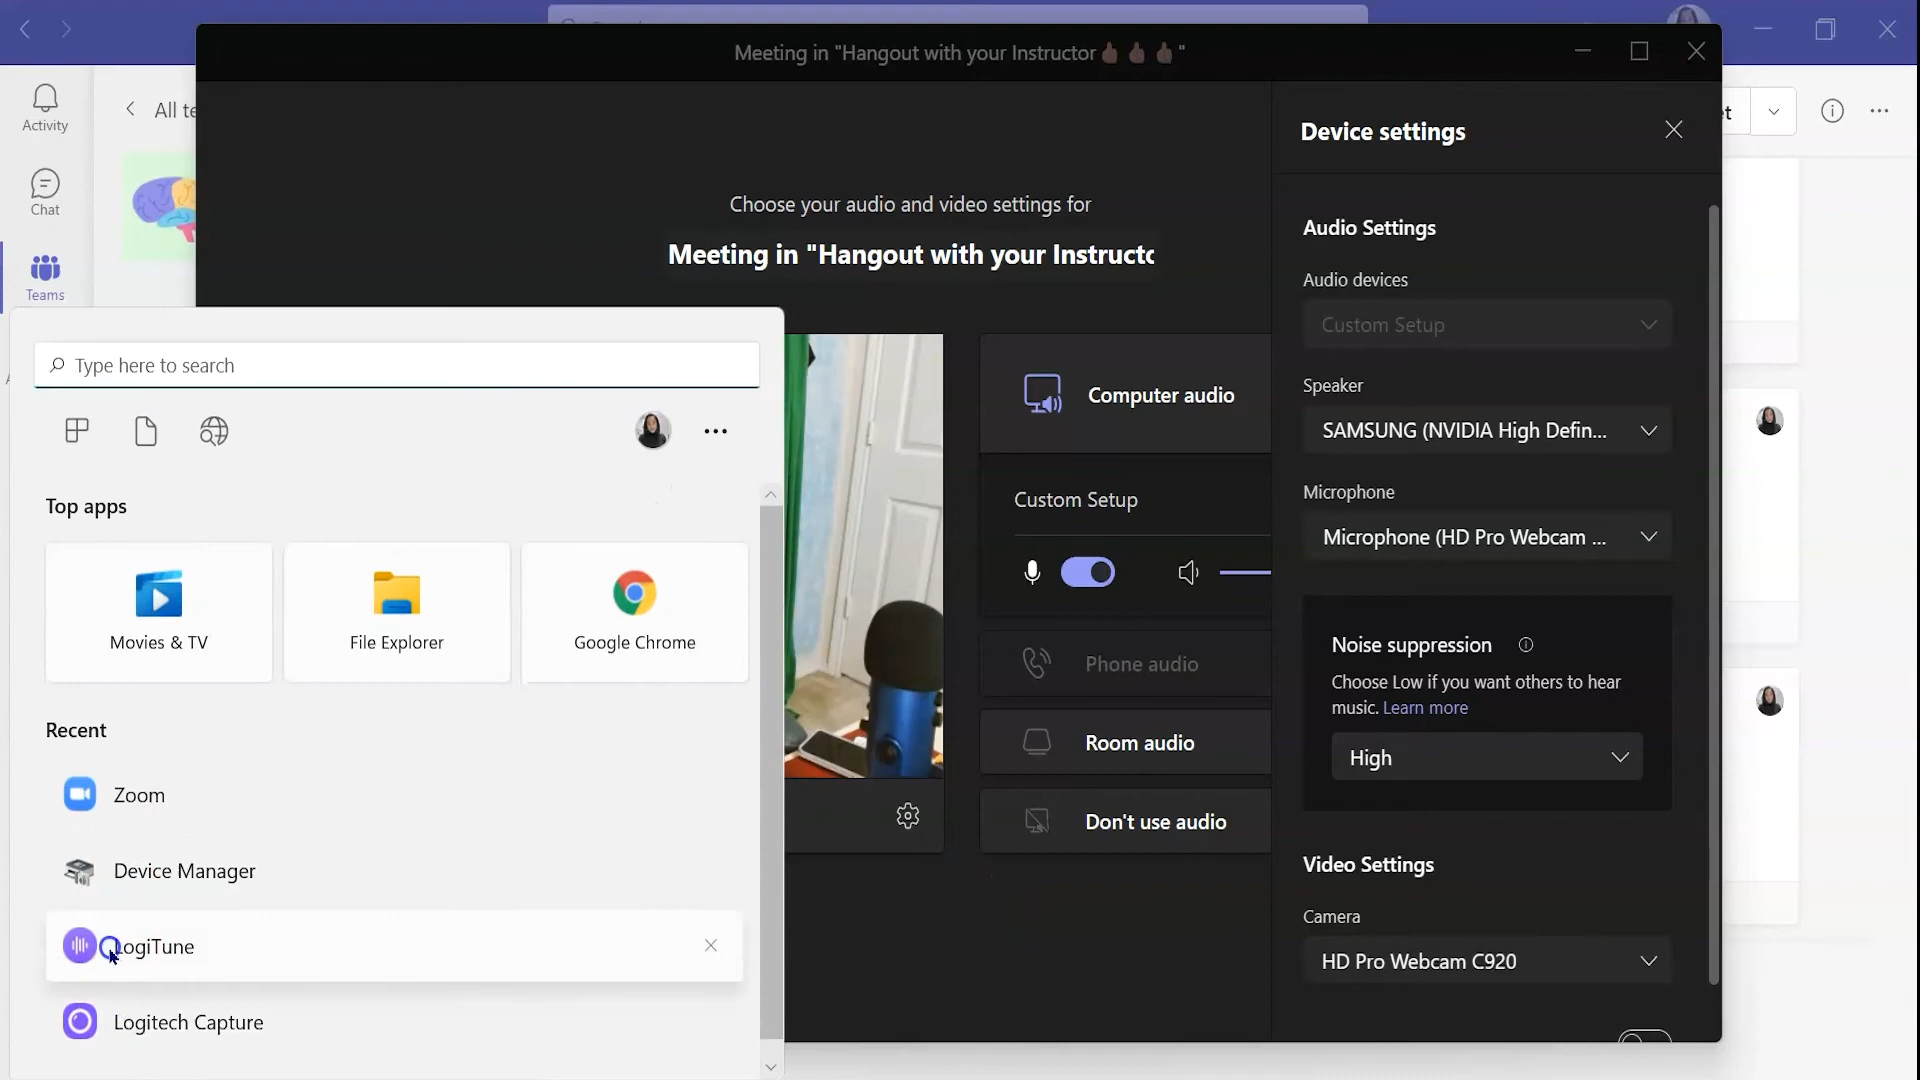 Meeting in "Hangout with your Instructor👍🏿👍🏿👍🏿"
Activity
Chat
Teams
All te
et
Choose your audio and video settings for
Meeting in "Hangout with your Instructo
Computer audio
Custom Setup
Phone audio
Room audio
Don't use audio
Device settings
Audio Settings
Audio devices
Custom Setup
Speaker
SAMSUNG (NVIDIA High Defin...
Microphone
Microphone (HD Pro Webcam ...
Noise suppression
Choose Low if you want others to hear
music. Learn more
High
Video Settings
Camera
HD Pro Webcam C920
Type here to search
Top apps
Movies & TV
File Explorer
Google Chrome
Recent
Zoom
Device Manager
LogiTune
Logitech Capture